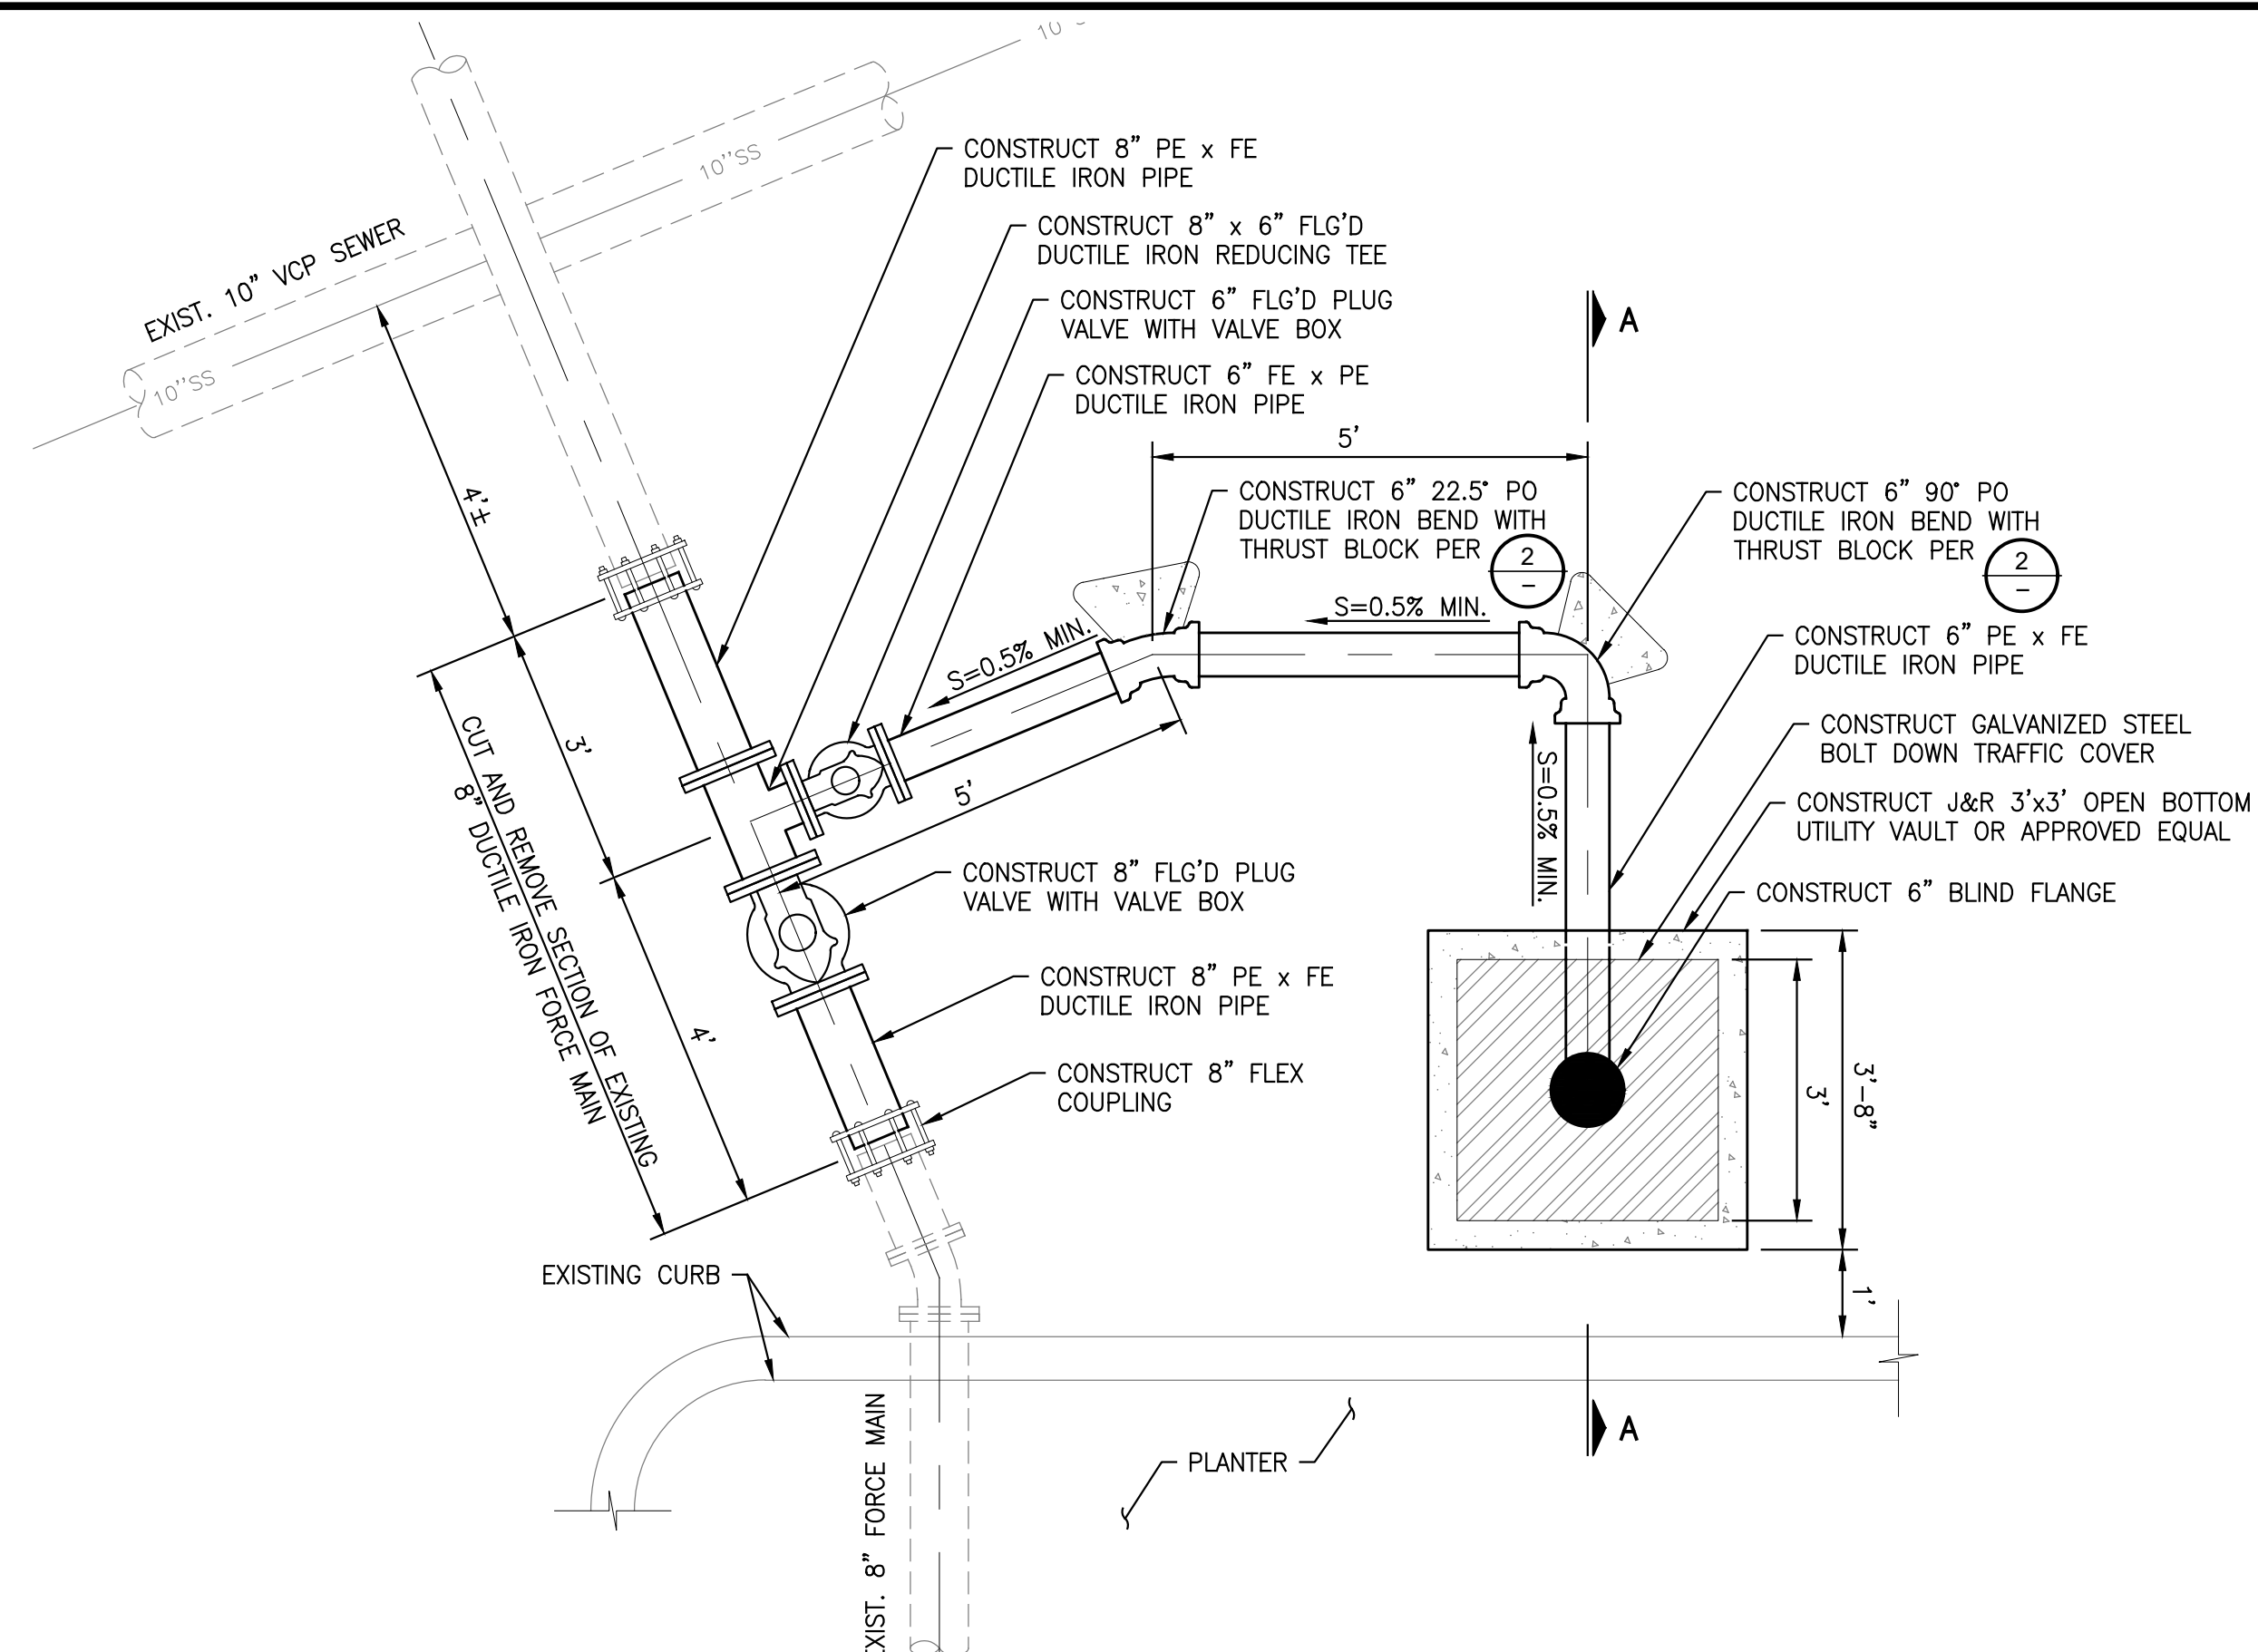 10"SS
EXIST. 10" VCP SEWER
10"SS
CONSTRUCT 8" PE x FE
DUCTILE IRON PIPE
CONSTRUCT 8" x 6" FLG'D
DUCTILE IRON REDUCING TEE
CONSTRUCT 6" FLG'D PLUG
VALVE WITH VALVE BOX
CONSTRUCT 6" FE x PE
DUCTILE IRON PIPE
A
5'
4'±
CONSTRUCT 6" 22.5° PO
DUCTILE IRON BEND WITH
THRUST BLOCK PER
2
–
CONSTRUCT 6" 90° PO
DUCTILE IRON BEND WITH
THRUST BLOCK PER
2
–
S=0.5% MIN.
S=0.5% MIN.
CONSTRUCT 6" PE x FE
DUCTILE IRON PIPE
CONSTRUCT GALVANIZED STEEL
BOLT DOWN TRAFFIC COVER
S=0.5% MIN.
CONSTRUCT J&R 3'x3' OPEN BOTTOM
UTILITY VAULT OR APPROVED EQUAL
CONSTRUCT 6" BLIND FLANGE
3'
5'
CUT AND REMOVE SECTION OF EXISTING
8" DUCTILE IRON FORCE MAIN
CONSTRUCT 8" FLG'D PLUG
VALVE WITH VALVE BOX
CONSTRUCT 8" PE x FE
DUCTILE IRON PIPE
4'
CONSTRUCT 8" FLEX
COUPLING
3'
3'-8"
EXISTING CURB
1'
EXIST. 8" FORCE MAIN
PLANTER
A